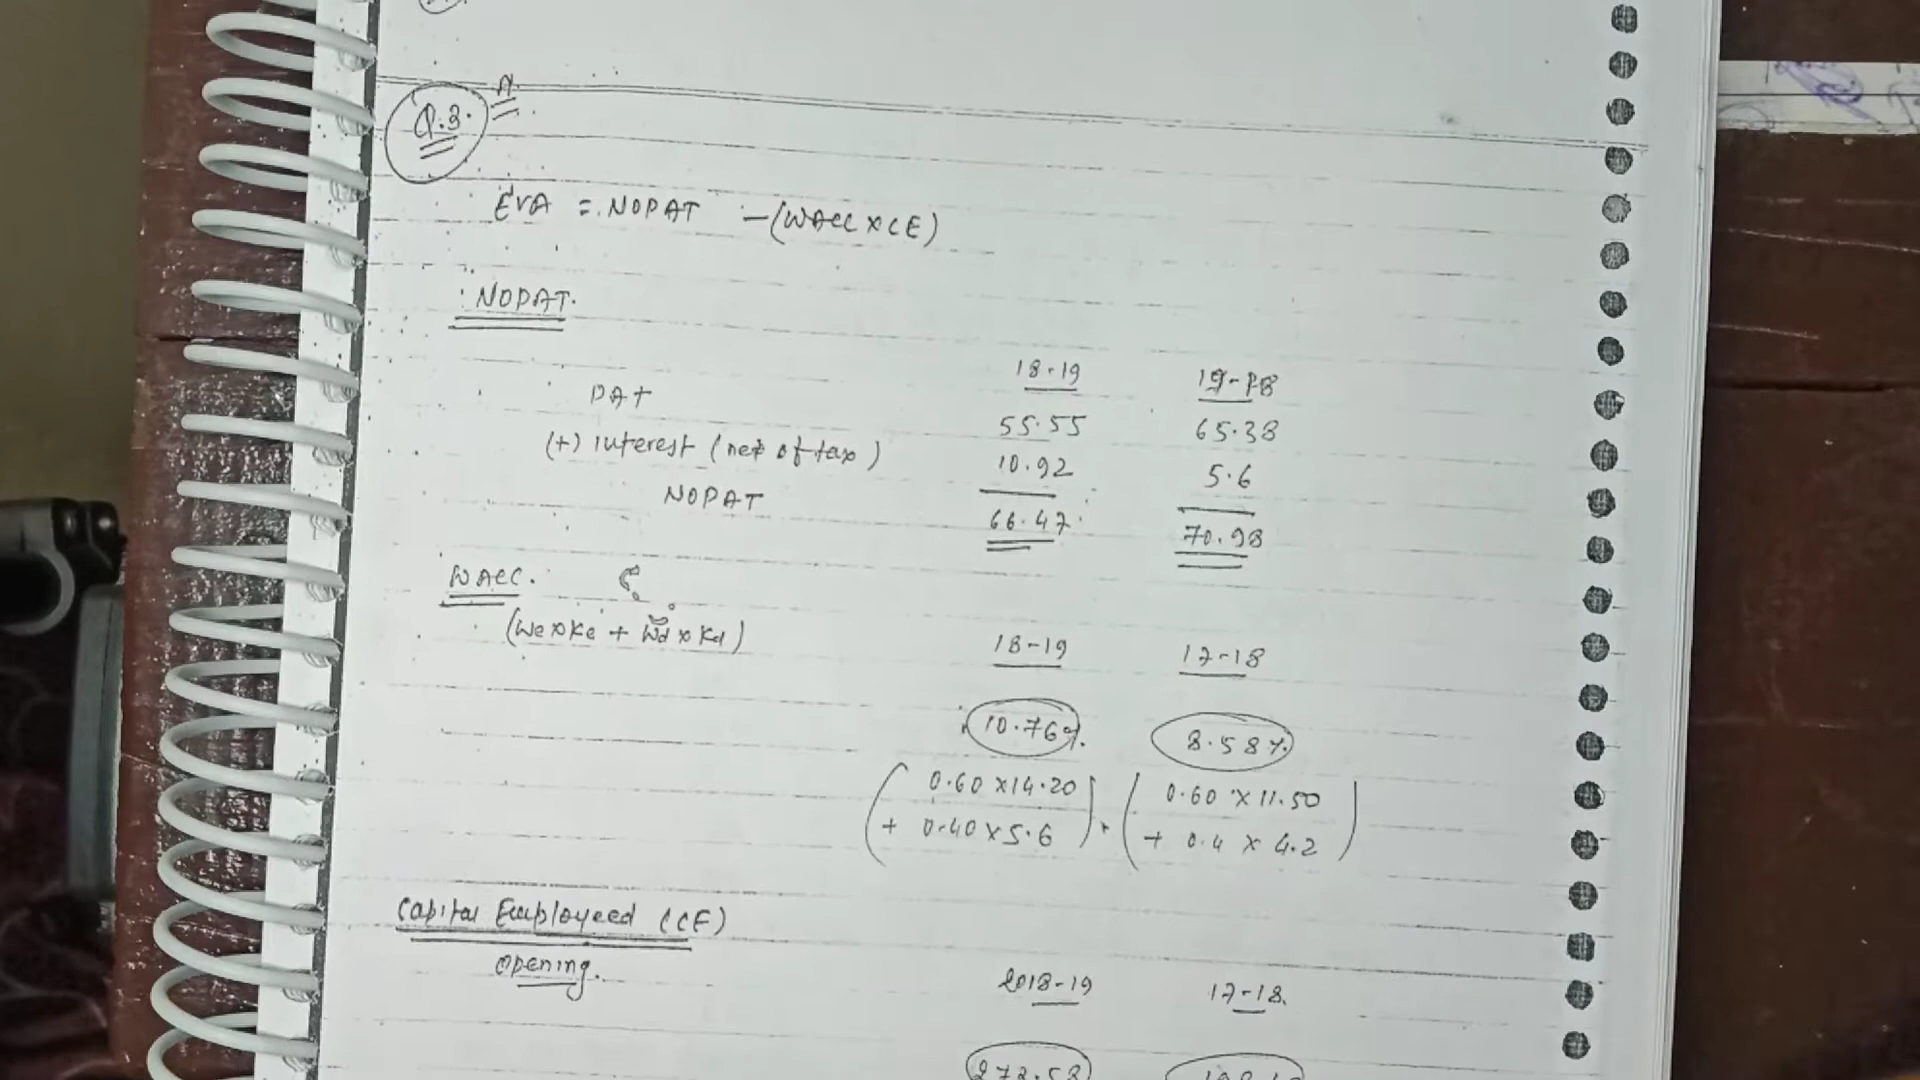 Q.3. A
EVA = NOPAT - (WACC X CE)
NOPAT.
18-19
PAT 55.55 65.38
(+) interest (net of tax) 10.92 5.6
NOPAT 66.47 70.98
WACC.
(We x Ke + Wd x Kd) 18-19 17-18
10.76% 8.58%
( 0.60 X 14.20 ) ( 0.60 X 11.50 )
+ 0.40 X 5.6 + 0.4 X 4.2
Capital Employeed (CE)
opening. 2018-19 17-18.
273.53